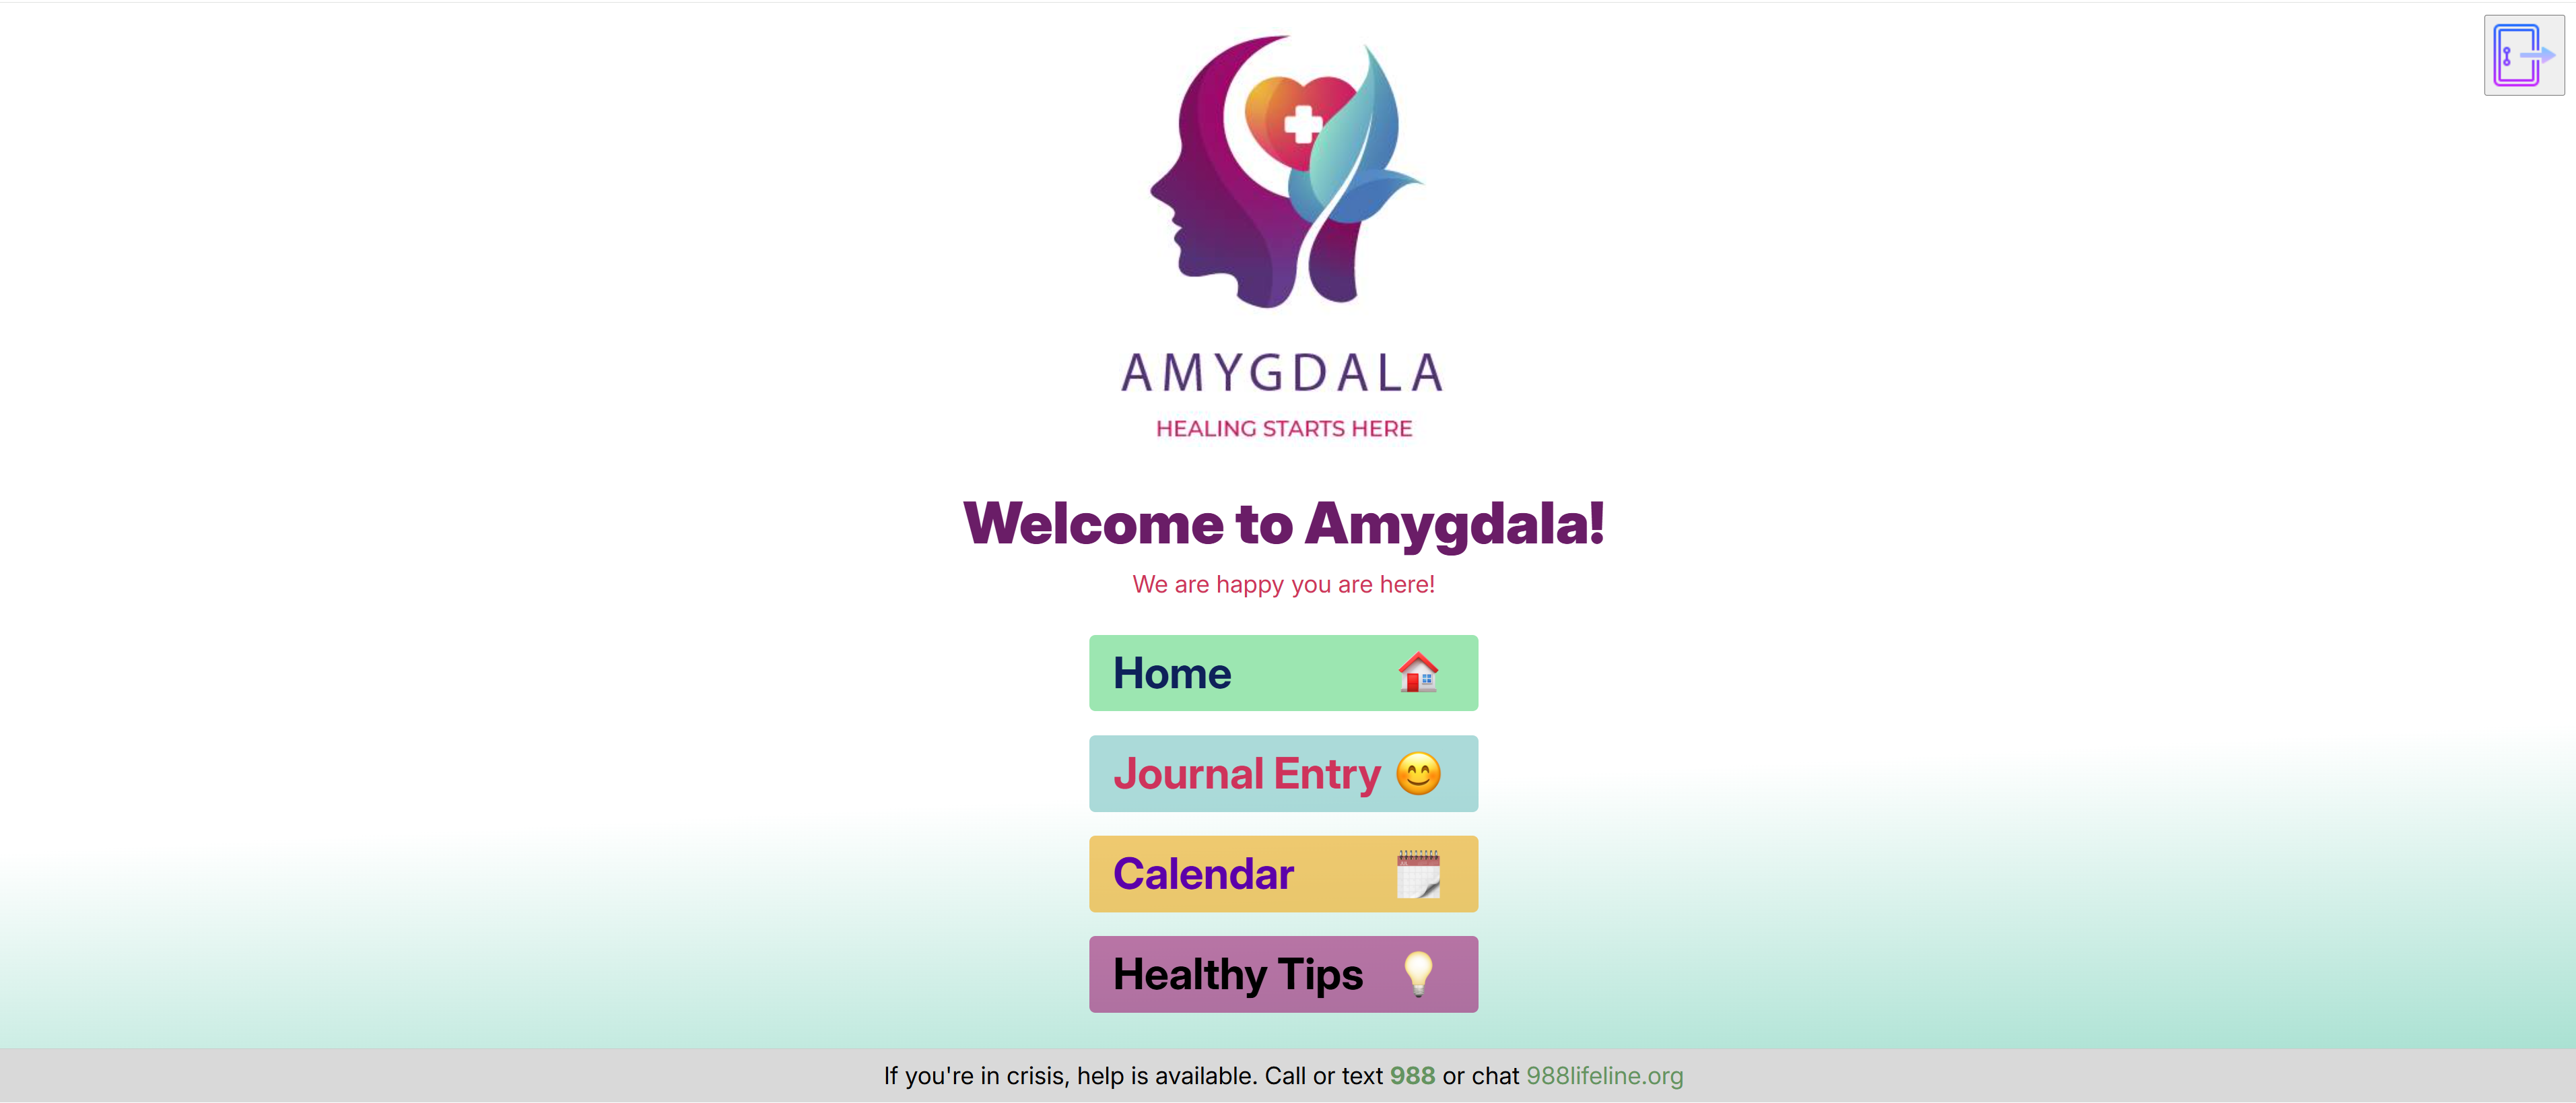 AMYGDALA
HEALING STARTS HERE
Welcome to Amygdala!
We are happy you are here!
Home
Journal Entry
Calendar
Healthy Tips
If you're in crisis, help is available. Call or text 988 or chat 988lifeline.org